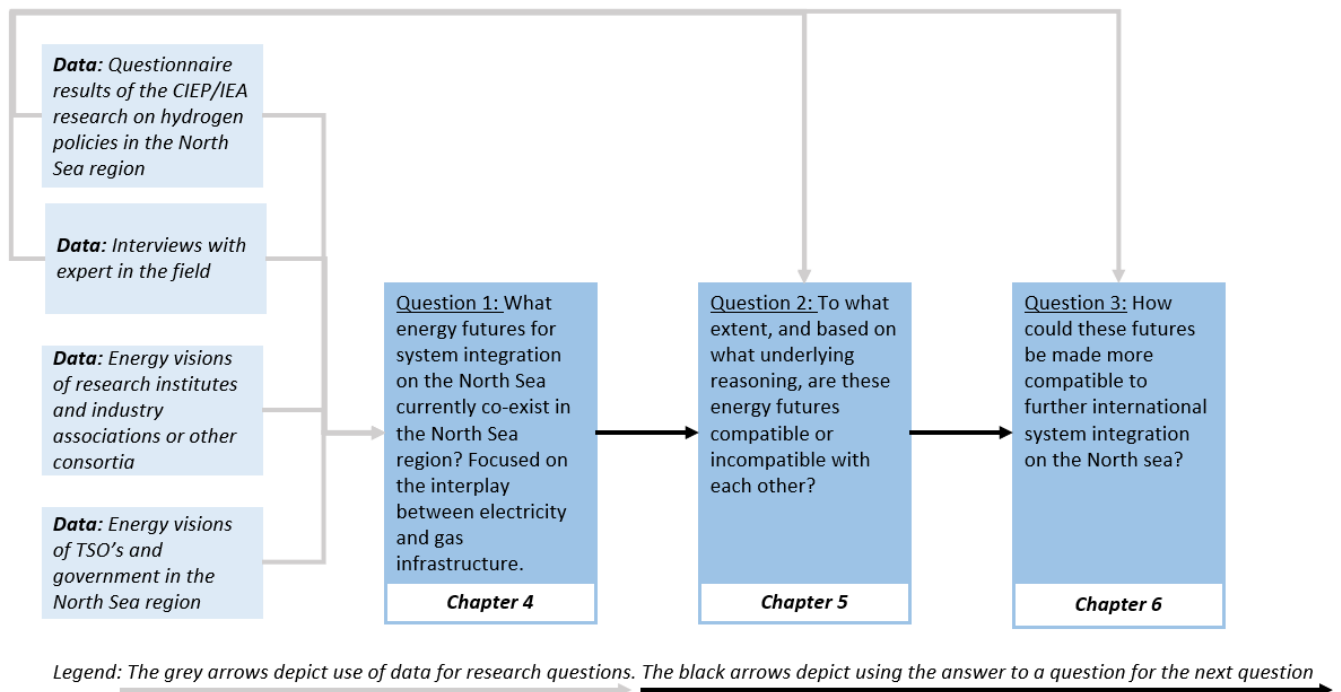 Data: Questionnaire
results of the CIEP/IEA
research on hydrogen
policies in the North
Sea region
Data: Interviews with
expert in the field
Data: Energy visions
of research institutes
and industry
associations or other
consortia
Data: Energy visions
of TSO's and
government in the
North Sea region
Question 1: What
energy futures for
system integration
on the North Sea
currently co-exist in
the North Sea
region? Focused on
the interplay
between electricity
and gas
infrastructure.
Chapter 4
Question 2: To what
extent, and based on
what underlying
reasoning, are these
energy futures
compatible or
incompatible with
each other?
Chapter 5
Question 3: How
could these futures
be made more
compatible to
further international
system integration
on the North sea?
Chapter 6
Legend: The grey arrows depict use of data for research questions. The black arrows depict using the answer to a question for the next question